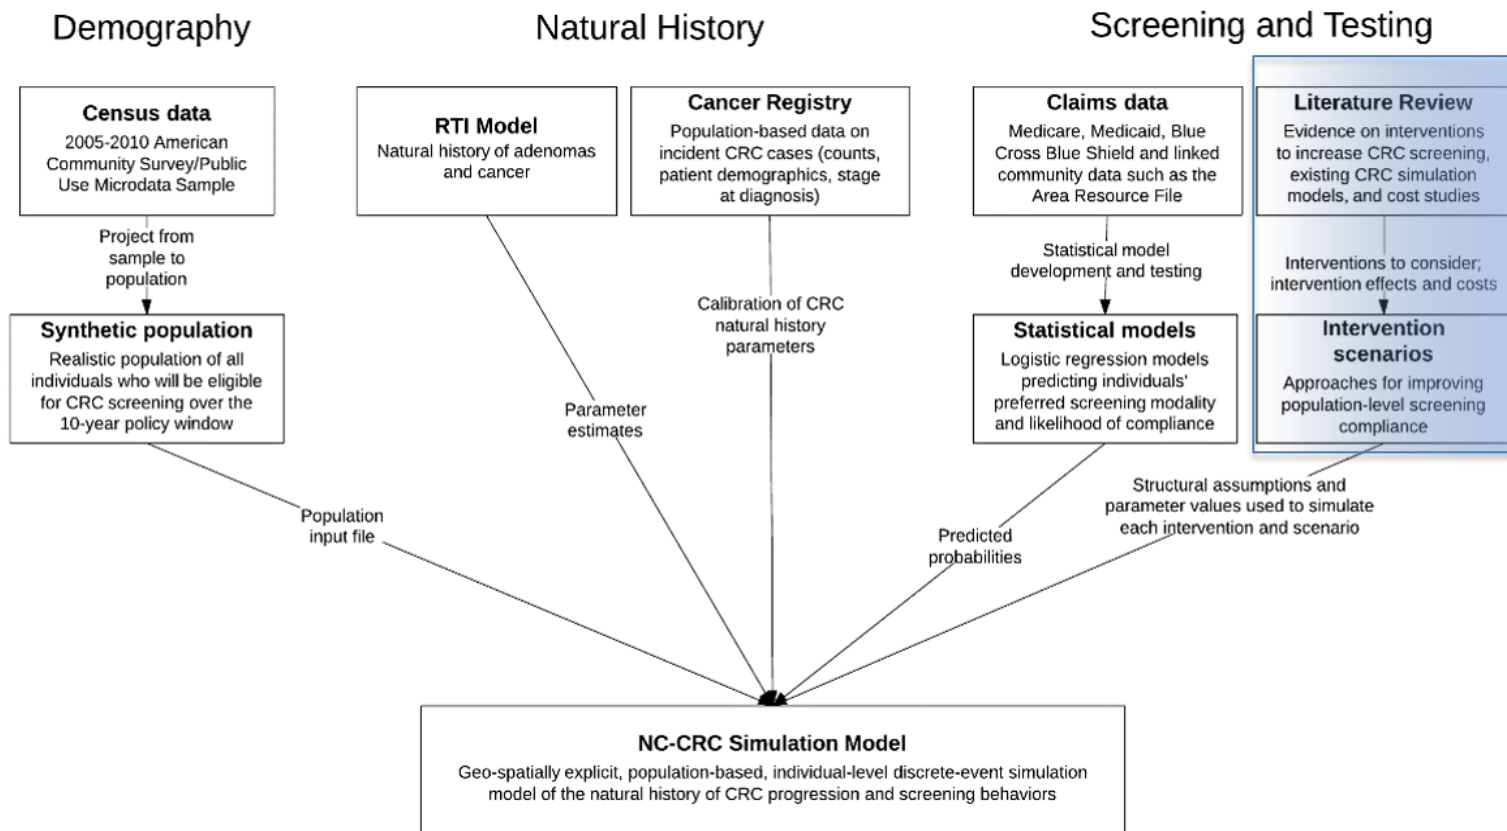 Demography
Natural History
Screening and Testing
Census data
2005-2010 American
Community Survey/Public
Use Microdata Sample
RTI Model
Natural history of adenomas
and cancer
Cancer Registry
Population-based data on
incident CRC cases (counts,
patient demographics, stage
at diagnosis)
Claims data
Medicare, Medicaid, Blue
Cross Blue Shield and linked
community data such as the
Area Resource File
Literature Review
Evidence on interventions
to increase CRC screening,
existing CRC simulation
models, and cost studies
Project from
sample to
population
Statistical model
development and testing
Interventions to consider;
intervention effects and costs
Synthetic population
Realistic population of all
individuals who will be eligible
for CRC screening over the
10-year policy window
Calibration of CRC
natural history
parameters
Statistical models
Logistic regression models
predicting individuals'
preferred screening modality
and likelihood of compliance
Intervention
scenarios
Approaches for improving
population-level screening
compliance
Parameter
estimates
Population
input file
Predicted
probabilities
Structural assumptions and
parameter values used to simulate
each intervention and scenario
NC-CRC Simulation Model
Geo-spatially explicit, population-based, individual-level discrete-event simulation
model of the natural history of CRC progression and screening behaviors